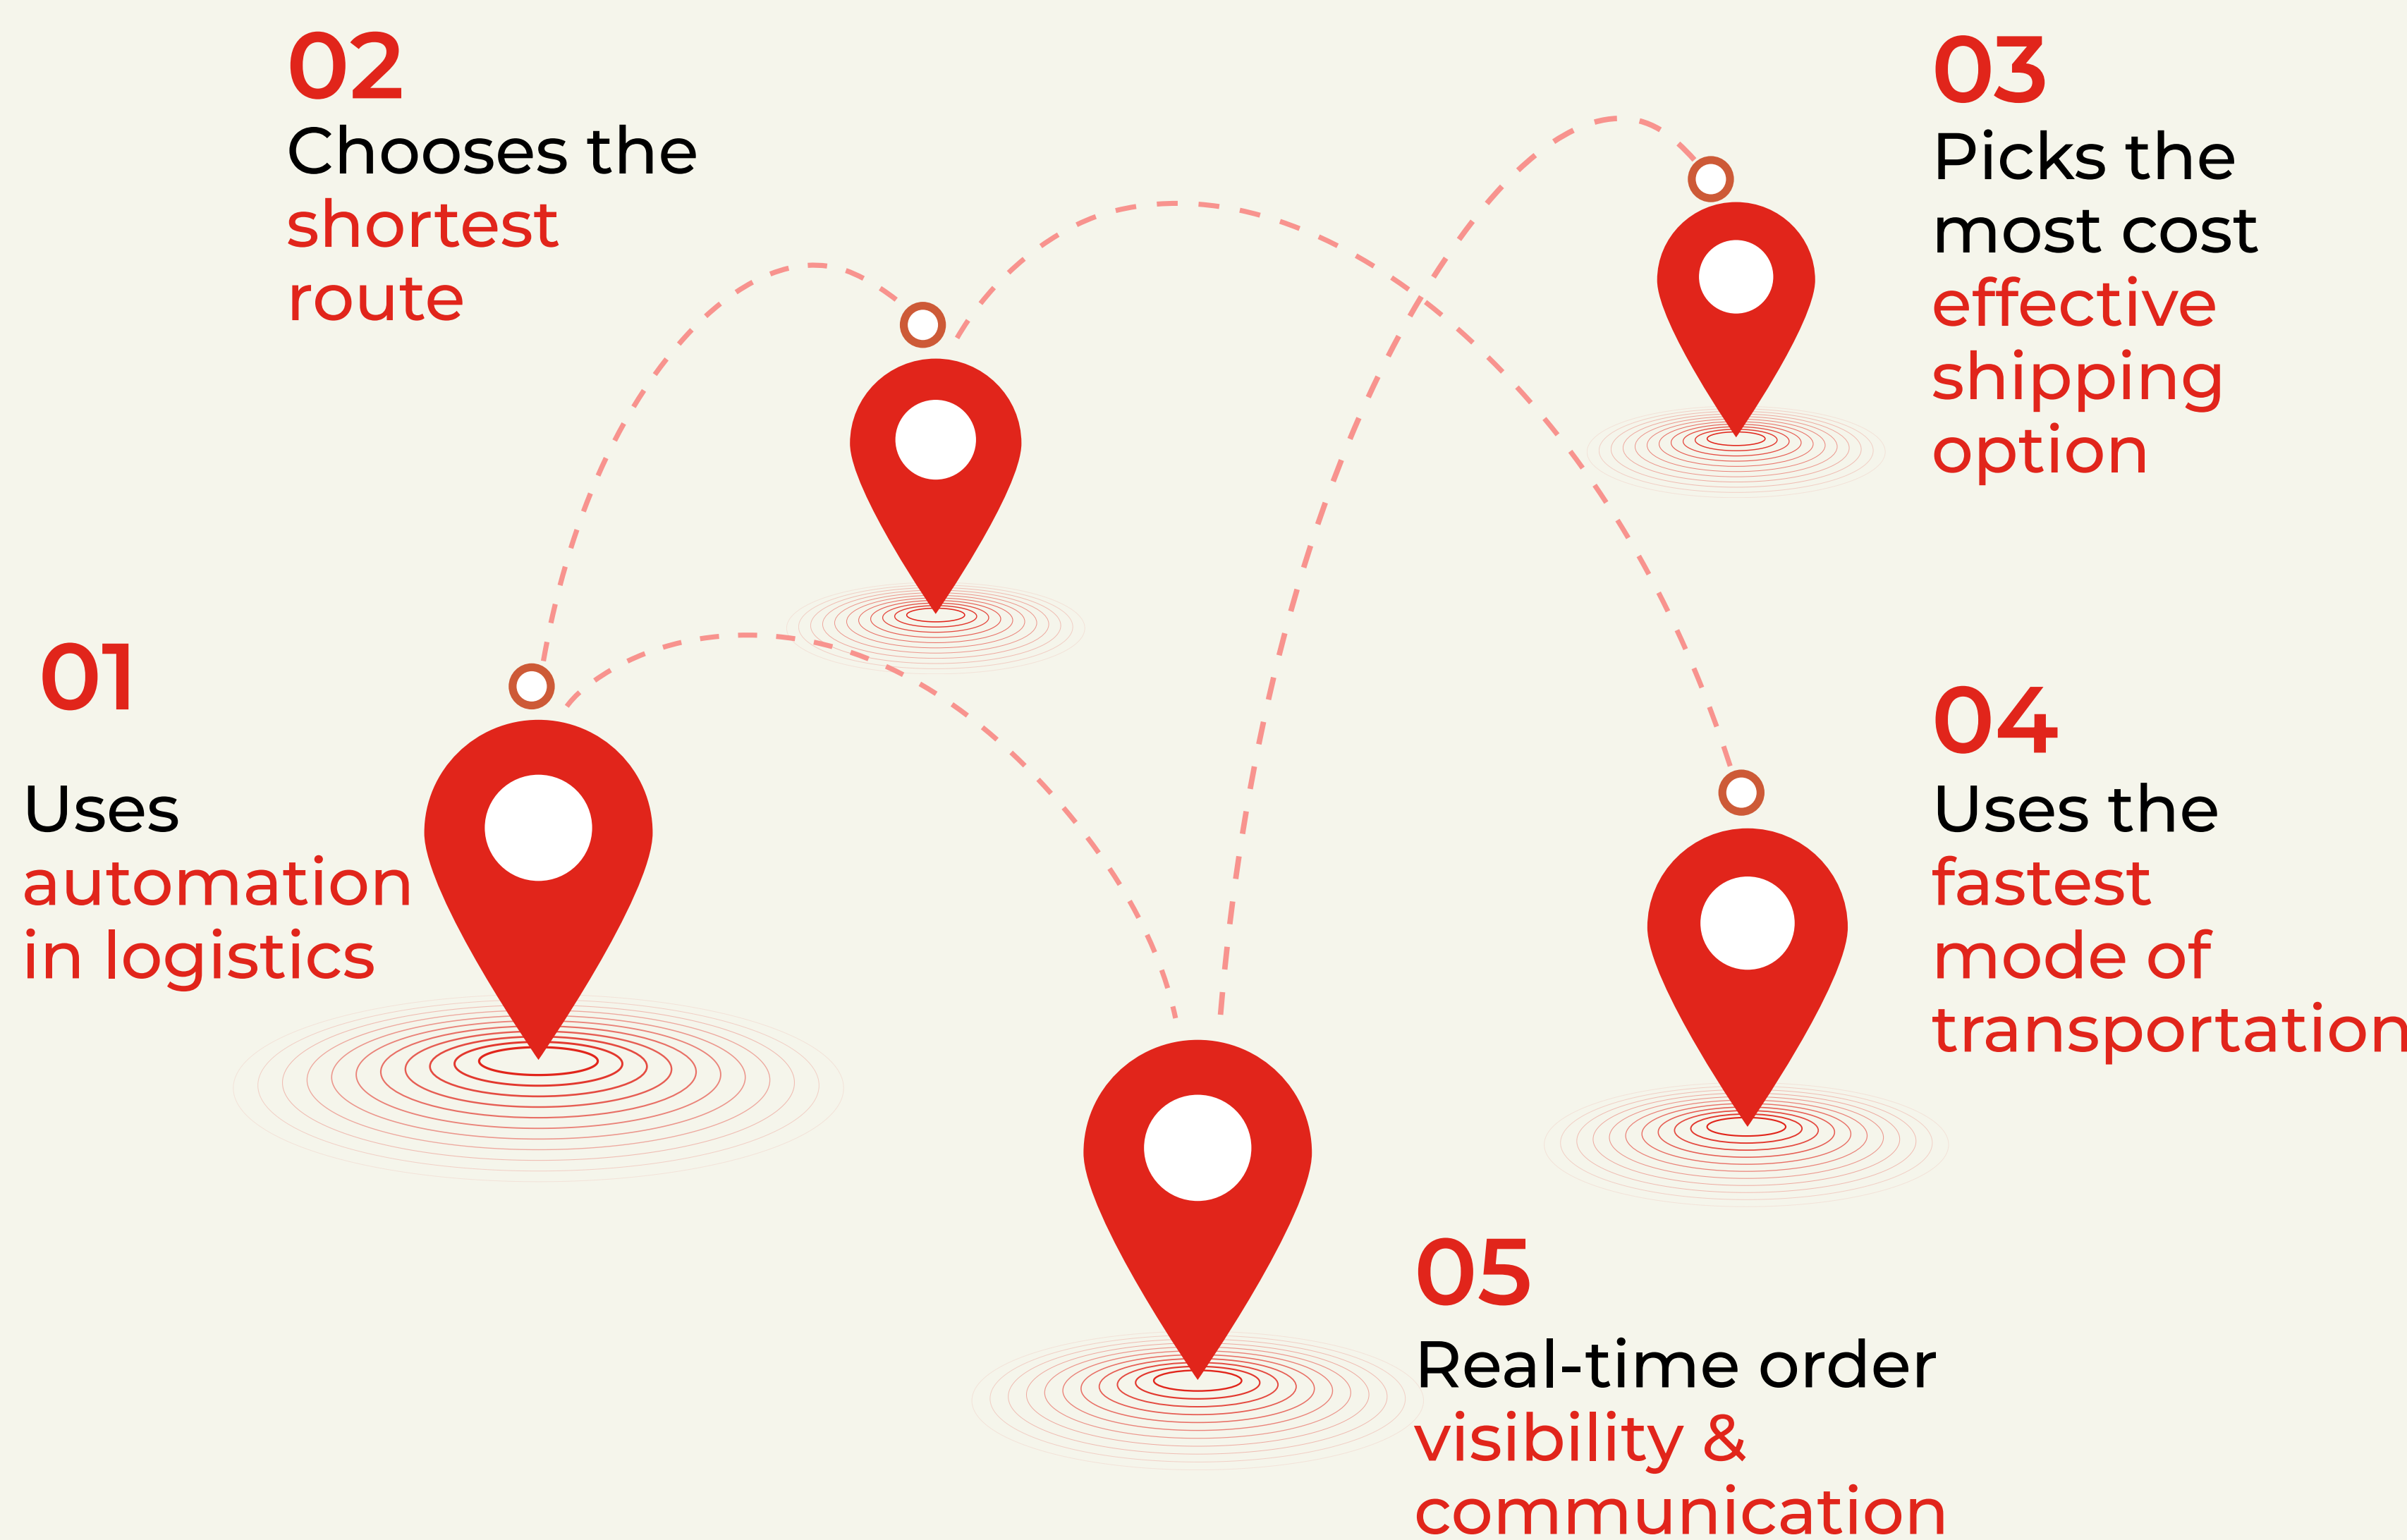 01
Uses
automation
in logistics
02
Chooses the
shortest
route
03
Picks the
most cost
effective
shipping
option
04
Uses the
fastest
mode of
transportation
05
Real-time order
visibility &
communication